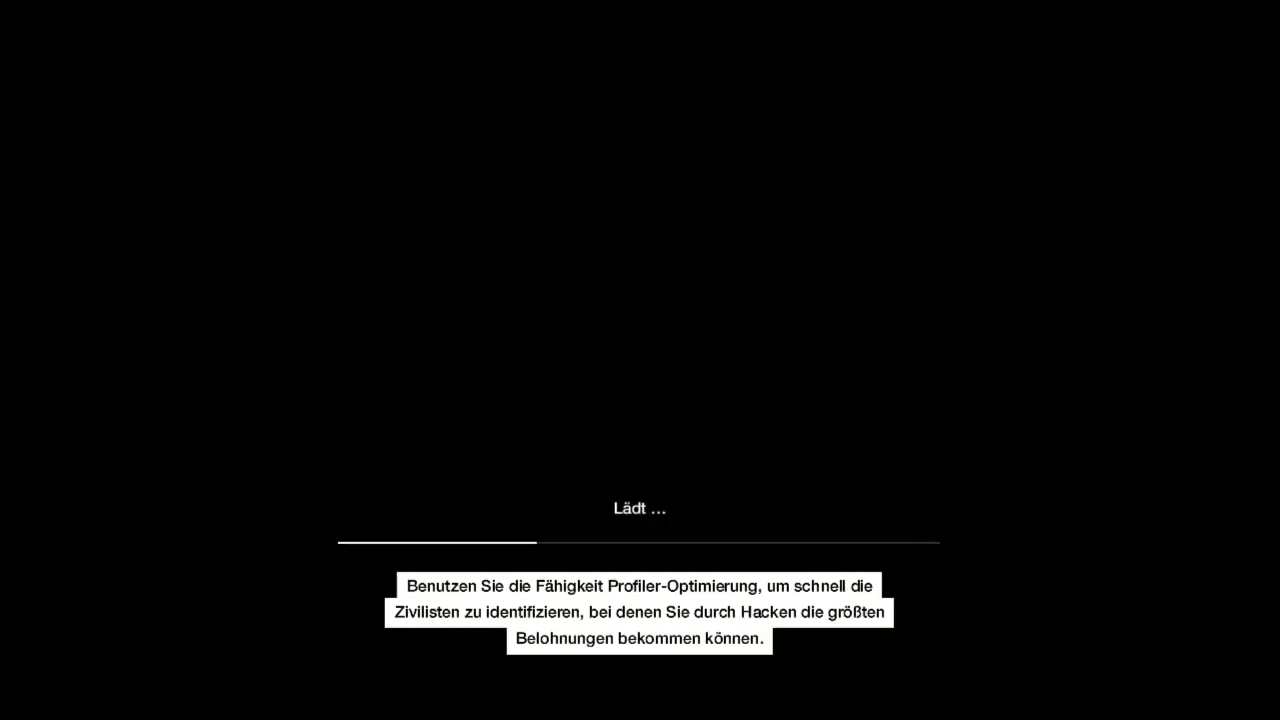 Lädt ...
Benutzen Sie die Fähigkeit Profiler-Optimierung, um schnell die
Zivilisten zu identifizieren, bei denen Sie durch Hacken die größten
Belohnungen bekommen können.